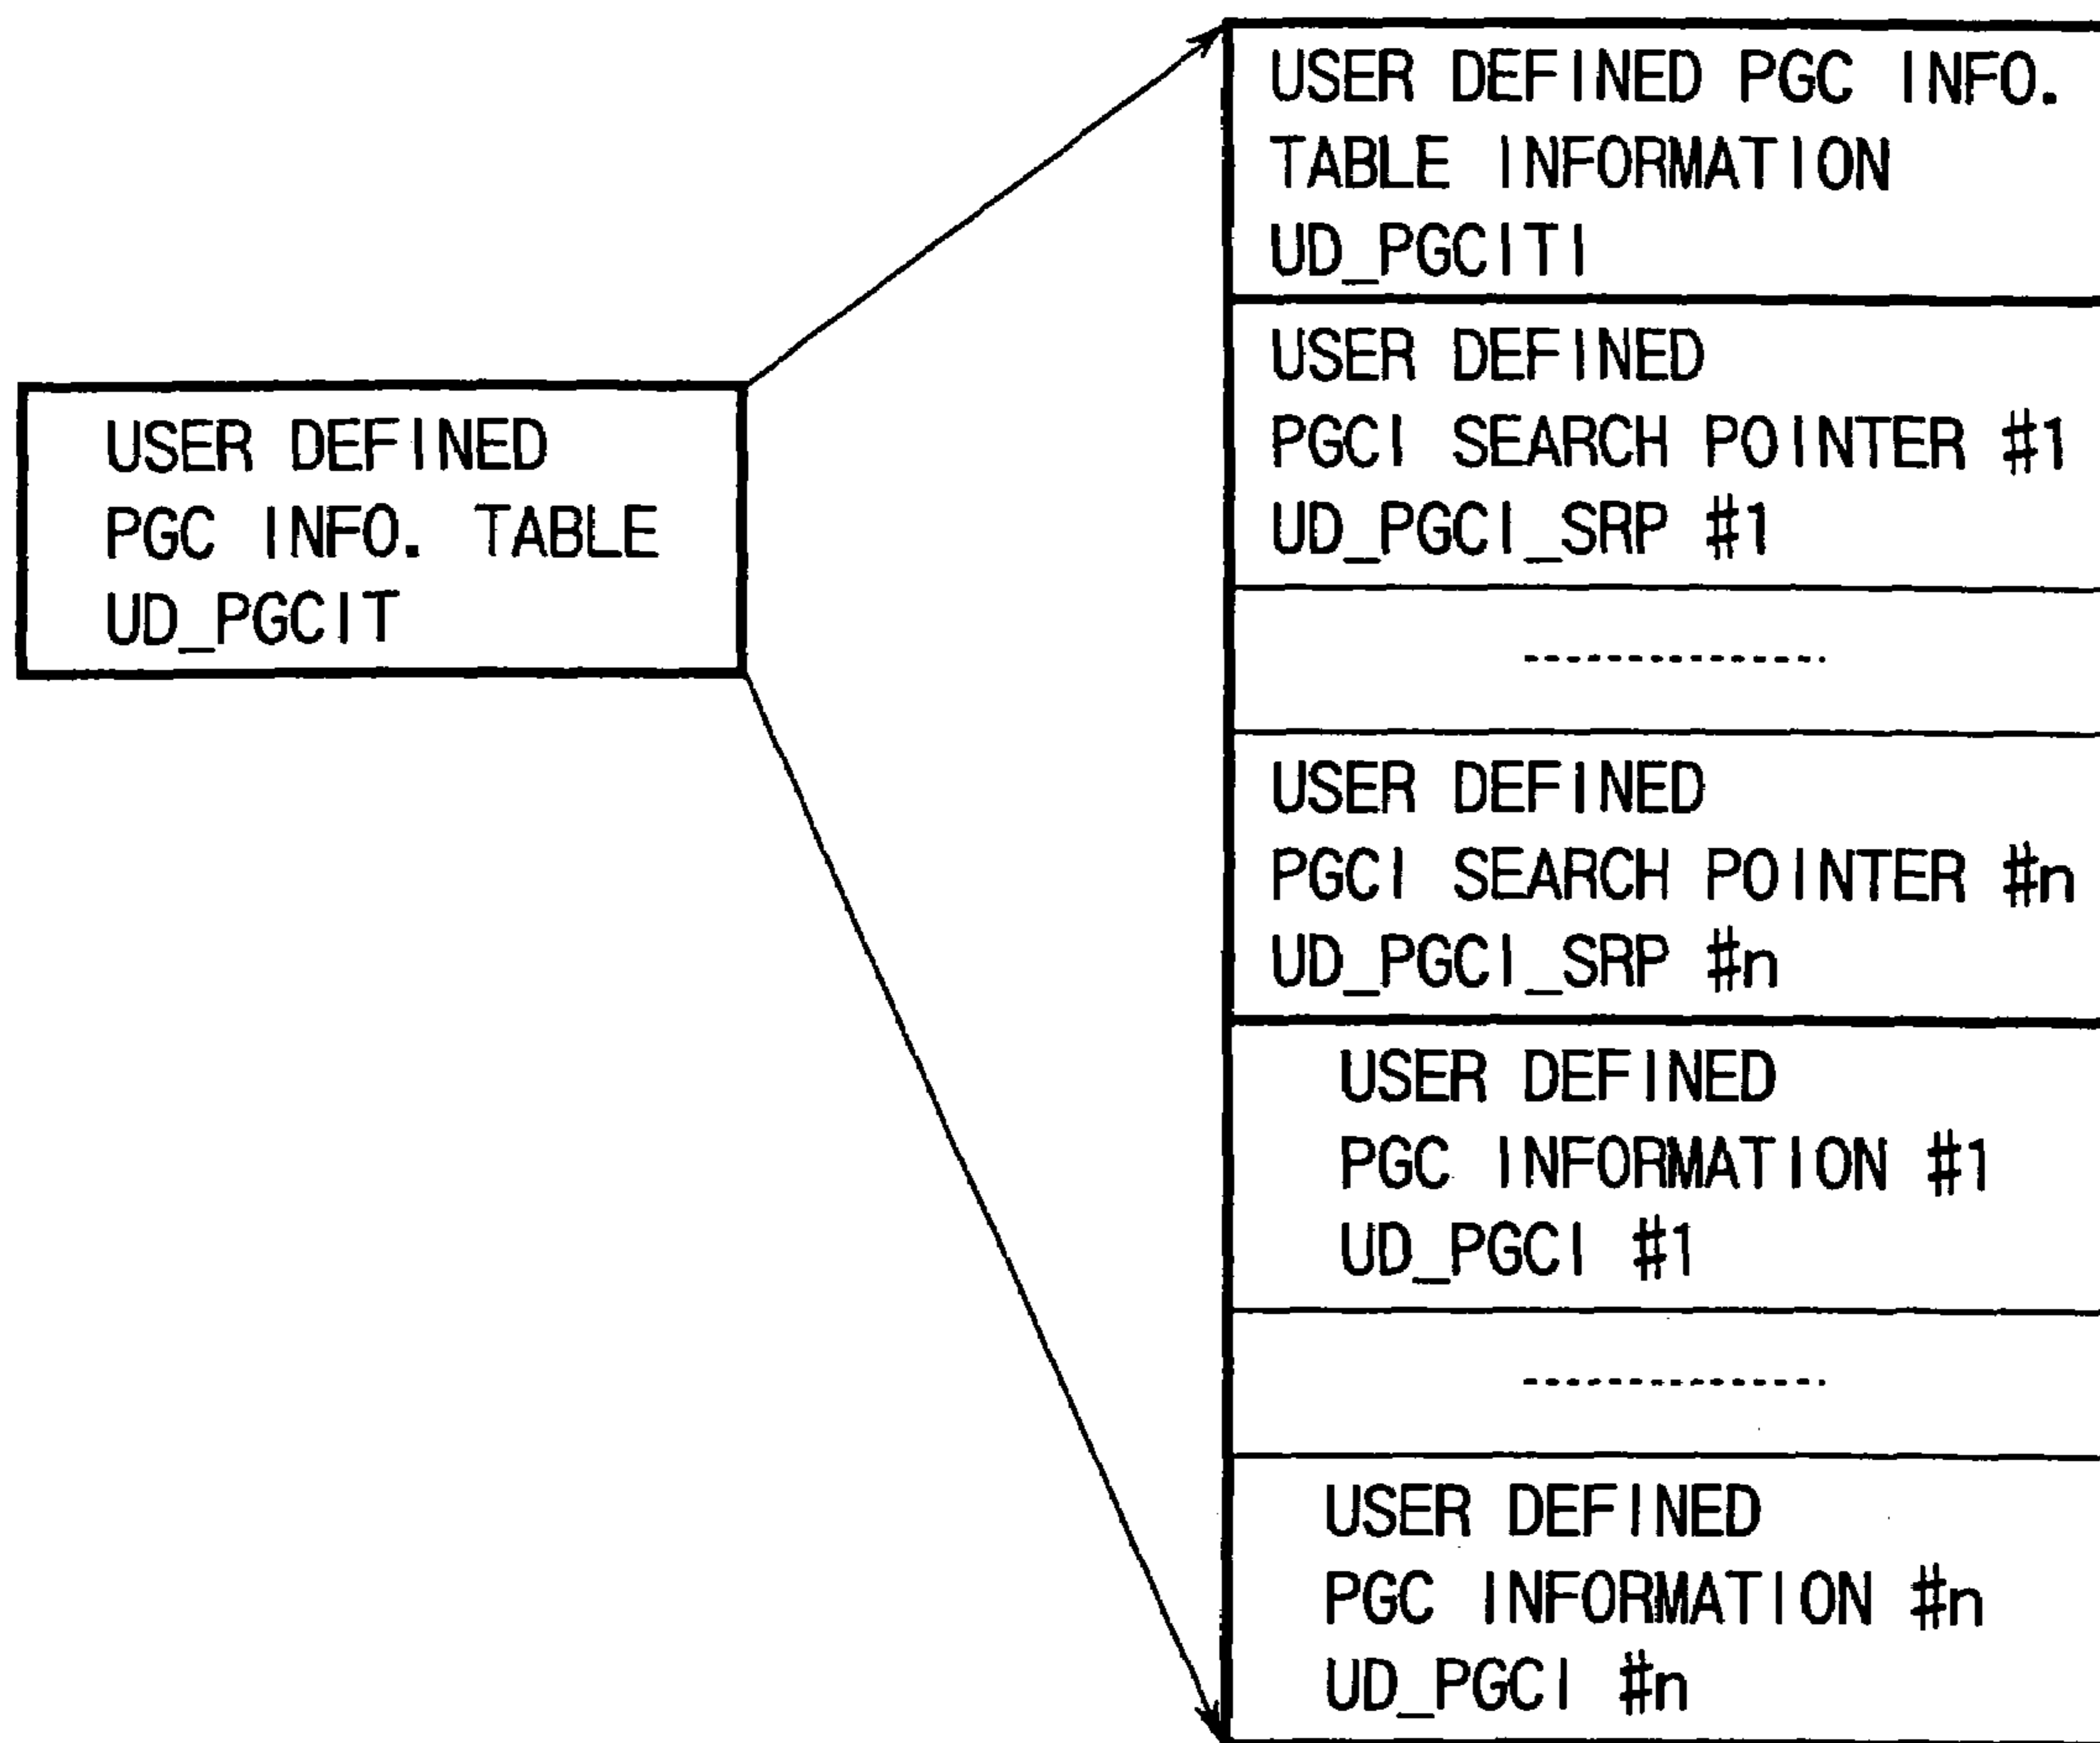 USER DEFINED
PGC INFO. TABLE
UD_PGCIT
USER DEFINED PGC INFO.
TABLE INFORMATION
UD_PGCITI
USER DEFINED
PGCI SEARCH POINTER #1
UD_PGCI_SRP #1
USER DEFINED
PGCI SEARCH POINTER #n
UD_PGCI_SRP #n
USER DEFINED
PGC INFORMATION #1
UD_PGCI #1
USER DEFINED
PGC INFORMATION #n
UD_PGCI #n